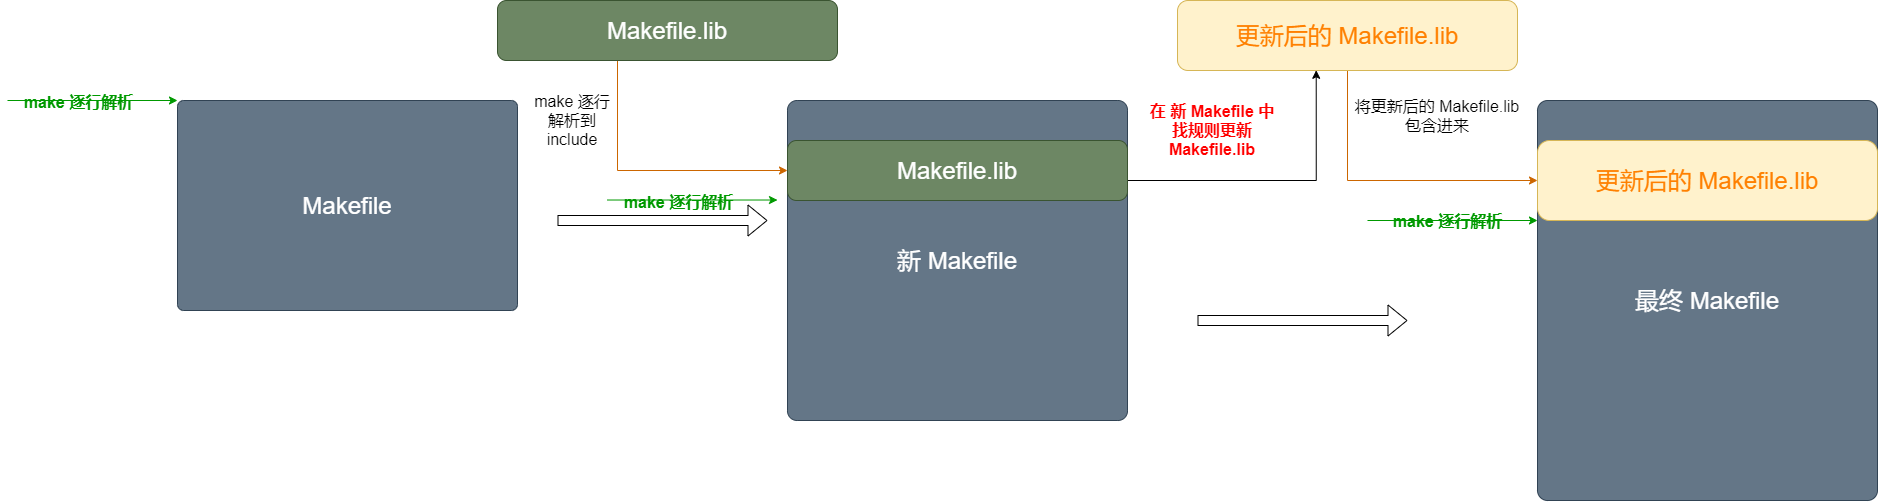 Makefile.lib
make 逐行解析
Makefile
make 逐行
解析到
include
Makefile.lib
make 逐行解析
新 Makefile
在 新 Makefile 中
找规则更新
Makefile.lib
更新后的 Makefile.lib
将更新后的 Makefile.lib
包含进来
更新后的 Makefile.lib
make 逐行解析
最终 Makefile